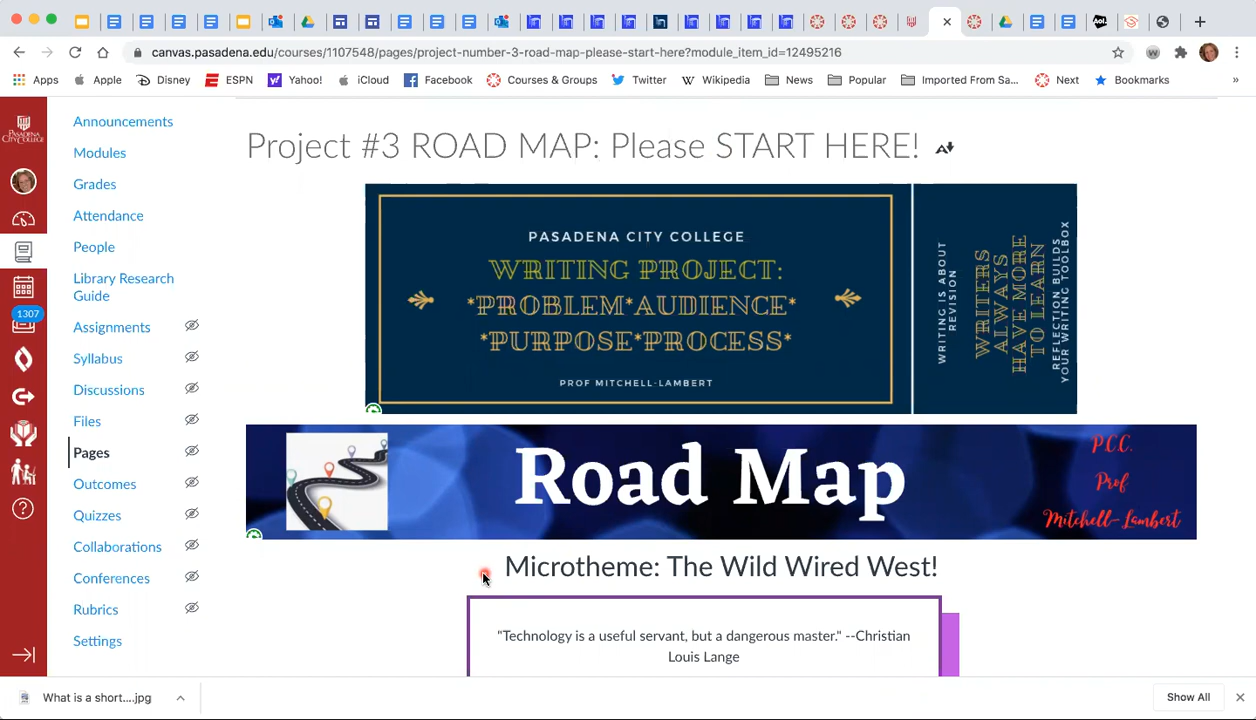 canvas.pasadena.edu/courses/1107548/pages/project-number-3-road-map-please-start-here?module_item_id=12495216
Apps
Apple
Disney
ESPN
Yahoo!
iCloud
Facebook
Courses & Groups
Twitter
Wikipedia
News
Popular
Imported From Sa...
Next
Bookmarks
»
PASADENA
CITY COLLEGE
1307
Announcements
Modules
Grades
Attendance
People
Library Research
Guide
Assignments
Syllabus
Discussions
Files
Pages
Outcomes
Quizzes
Collaborations
Conferences
Rubrics
Settings
Project #3 ROAD MAP: Please START HERE!
PASADENA CITY COLLEGE
WRITING PROJECT:
*PROBLEM*AUDIENCE*
*PURPOSE*PROCESS*
PROF MITCHELL-LAMBERT
WRITING IS ABOUT
REVISION
WRITERS
ALWAYS
HAVE MORE
TO LEARN
REFLECTION BUILDS
YOUR WRITING TOOLBOX
Road Map
P.C.C.
Prof
Mitchell-Lambert
Microtheme: The Wild Wired West!
"Technology is a useful servant, but a dangerous master." --Christian
Louis Lange
What is a short....jpg
Show All